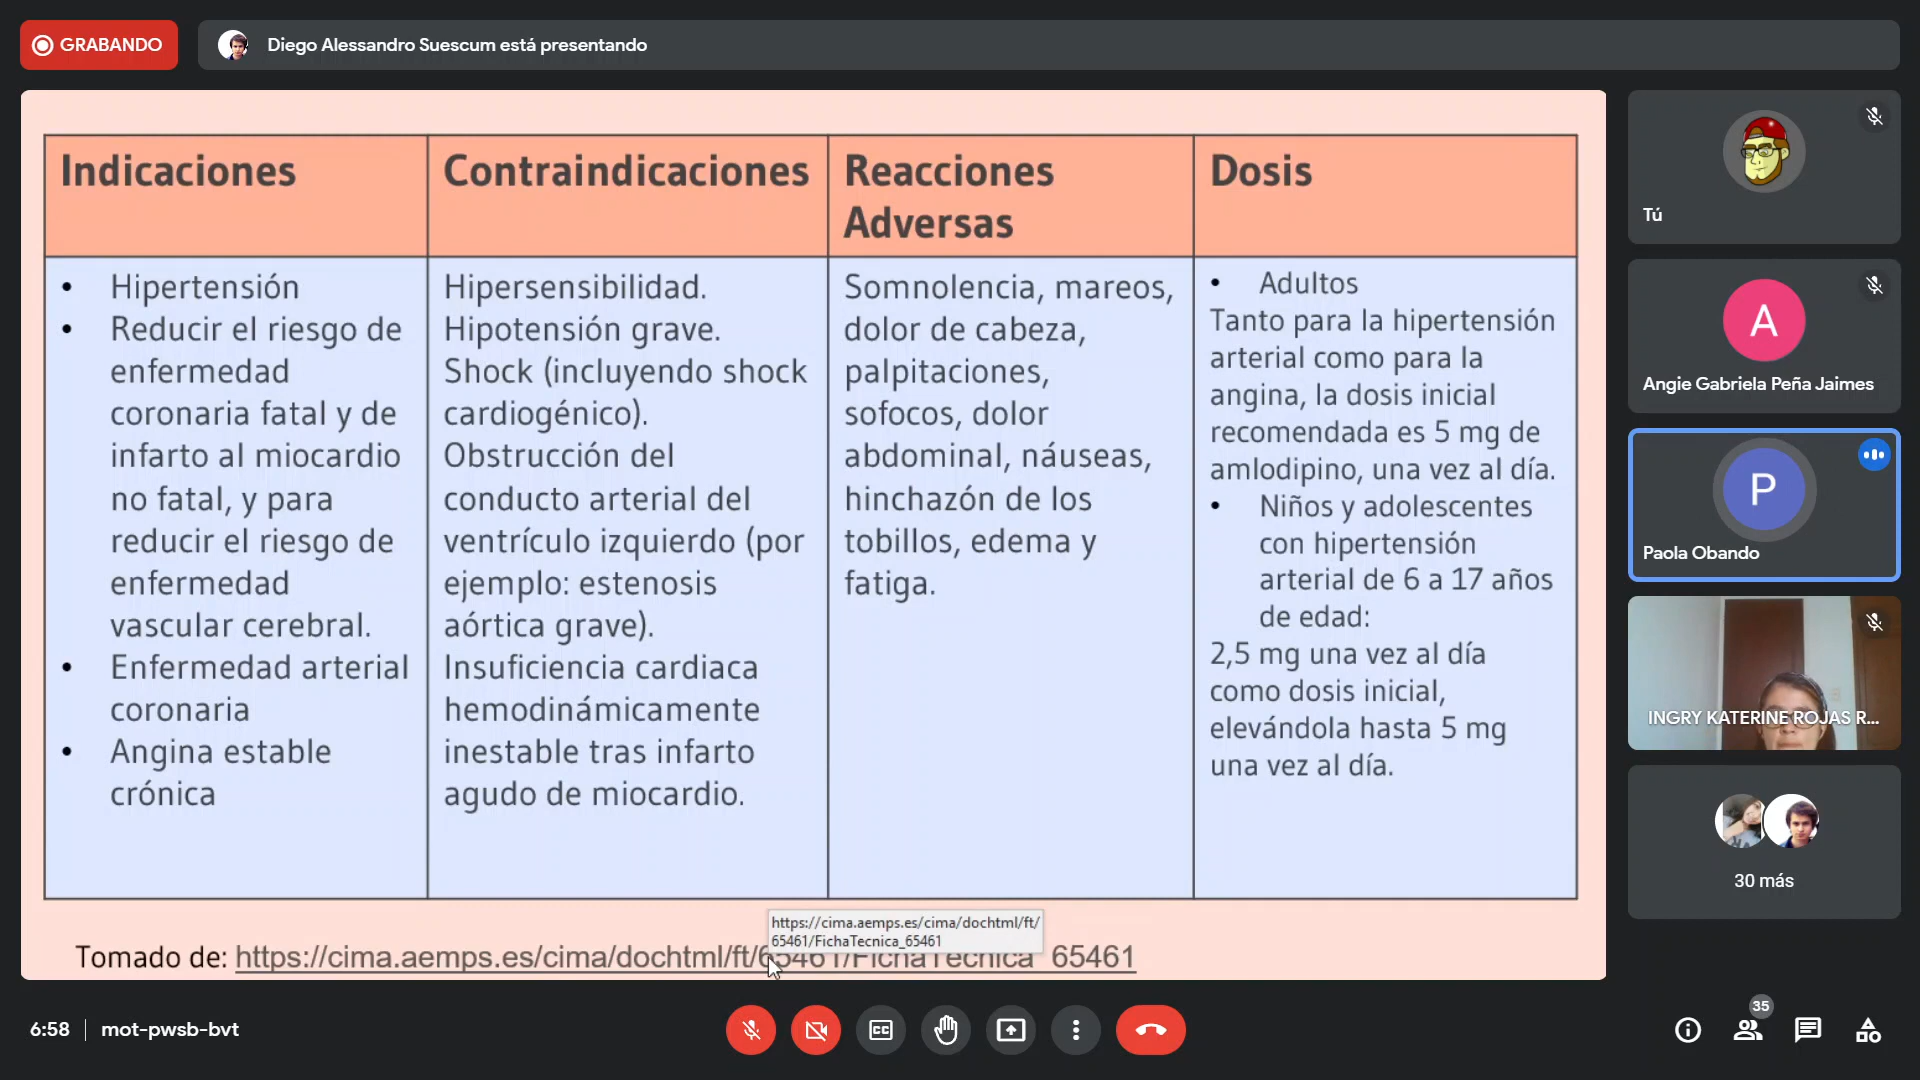 GRABANDO
Diego Alessandro Suescum está presentando
Indicaciones
Contraindicaciones
Reacciones
Adversas
Dosis
• Hipertensión
• Reducir el riesgo de
enfermedad
coronaria fatal y de
infarto al miocardio
no fatal, y para
reducir el riesgo de
enfermedad
vascular cerebral.
• Enfermedad arterial
coronaria
• Angina estable
crónica
Hipersensibilidad.
Hipotensión grave.
Shock (incluyendo shock
cardiogénico).
Obstrucción del
conducto arterial del
ventrículo izquierdo (por
ejemplo: estenosis
aórtica grave).
Insuficiencia cardiaca
hemodinámicamente
inestable tras infarto
agudo de miocardio.
Somnolencia, mareos,
dolor de cabeza,
palpitaciones,
sofocos, dolor
abdominal, náuseas,
hinchazón de los
tobillos, edema y
fatiga.
• Adultos
Tanto para la hipertensión
arterial como para la
angina, la dosis inicial
recomendada es 5 mg de
amlodipino, una vez al día.
• Niños y adolescentes
con hipertensión
arterial de 6 a 17 años
de edad:
2,5 mg una vez al día
como dosis inicial,
elevándola hasta 5 mg
una vez al día.
https://cima.aemps.es/cima/dochtml/ft/
65461/FichaTecnica_65461
Tomado de: https://cima.aemps.es/cima/dochtml/ft/65461/FichaTecnica_65461
Tú
A
Angie Gabriela Peña Jaimes
P
Paola Obando
INGRY KATERINE ROJAS R...
30 más
6:58
mot-pwsb-bvt
CC
35